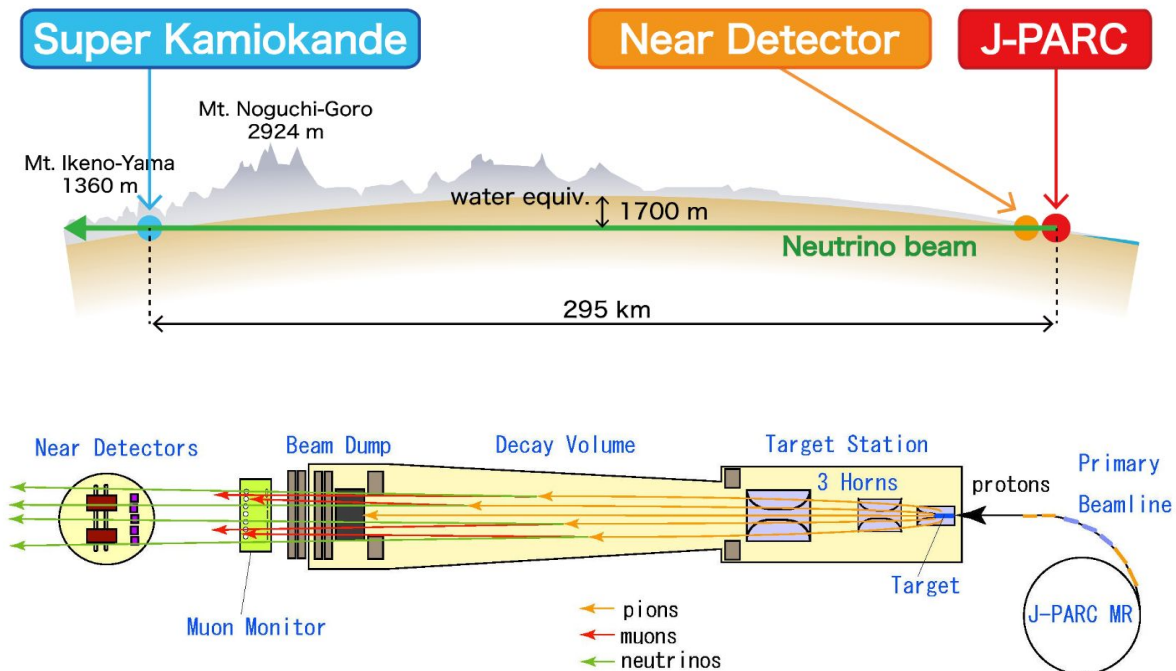 Super Kamiokande
Near Detector
J-PARC
Mt. Noguchi-Goro
2924 m
Mt. Ikeno-Yama
1360 m
water equiv.
1700 m
Neutrino beam
295 km
Near Detectors
Beam Dump
Decay Volume
Target Station
3 Horns
protons
Primary
Beamline
Target
Muon Monitor
J-PARC MR
pions
muons
neutrinos